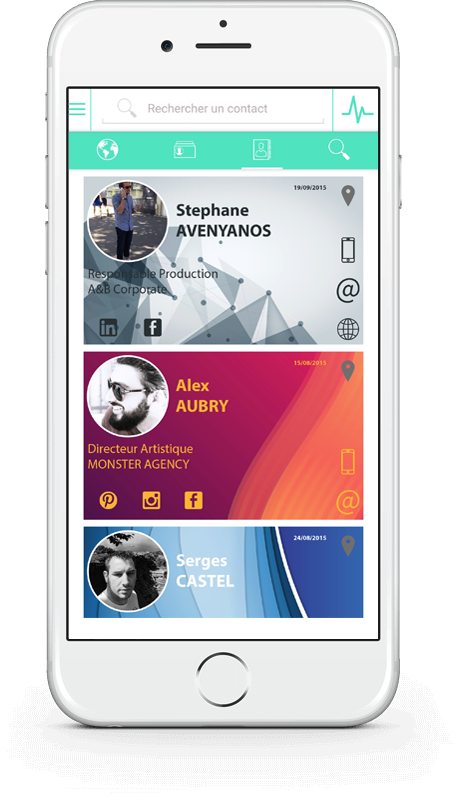 Rechercher un contact
19/09/2015
Stephane
AVENYANOS
Responsable Production
A&B Corporate
15/08/2015
Alex
AUBRY
Directeur Artistique
MONSTER AGENCY
24/08/2015
Serges
CASTEL